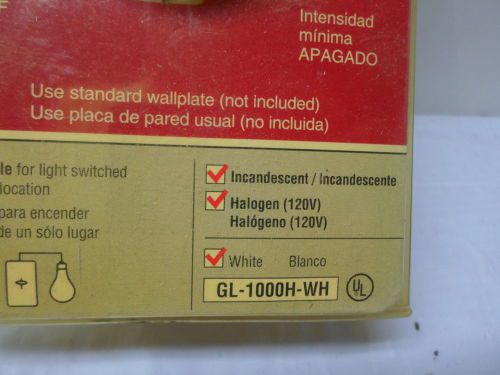 Intensidad
mínima
APAGADO
Use standard wallplate (not included)
Use placa de pared usual (no incluida)
for light switched
location
para encender
de un sólo lugar
Incandescent / Incandescente
Halogen (120V)
Halógeno (120V)
White Blanco
GL-1000H-WH
UL